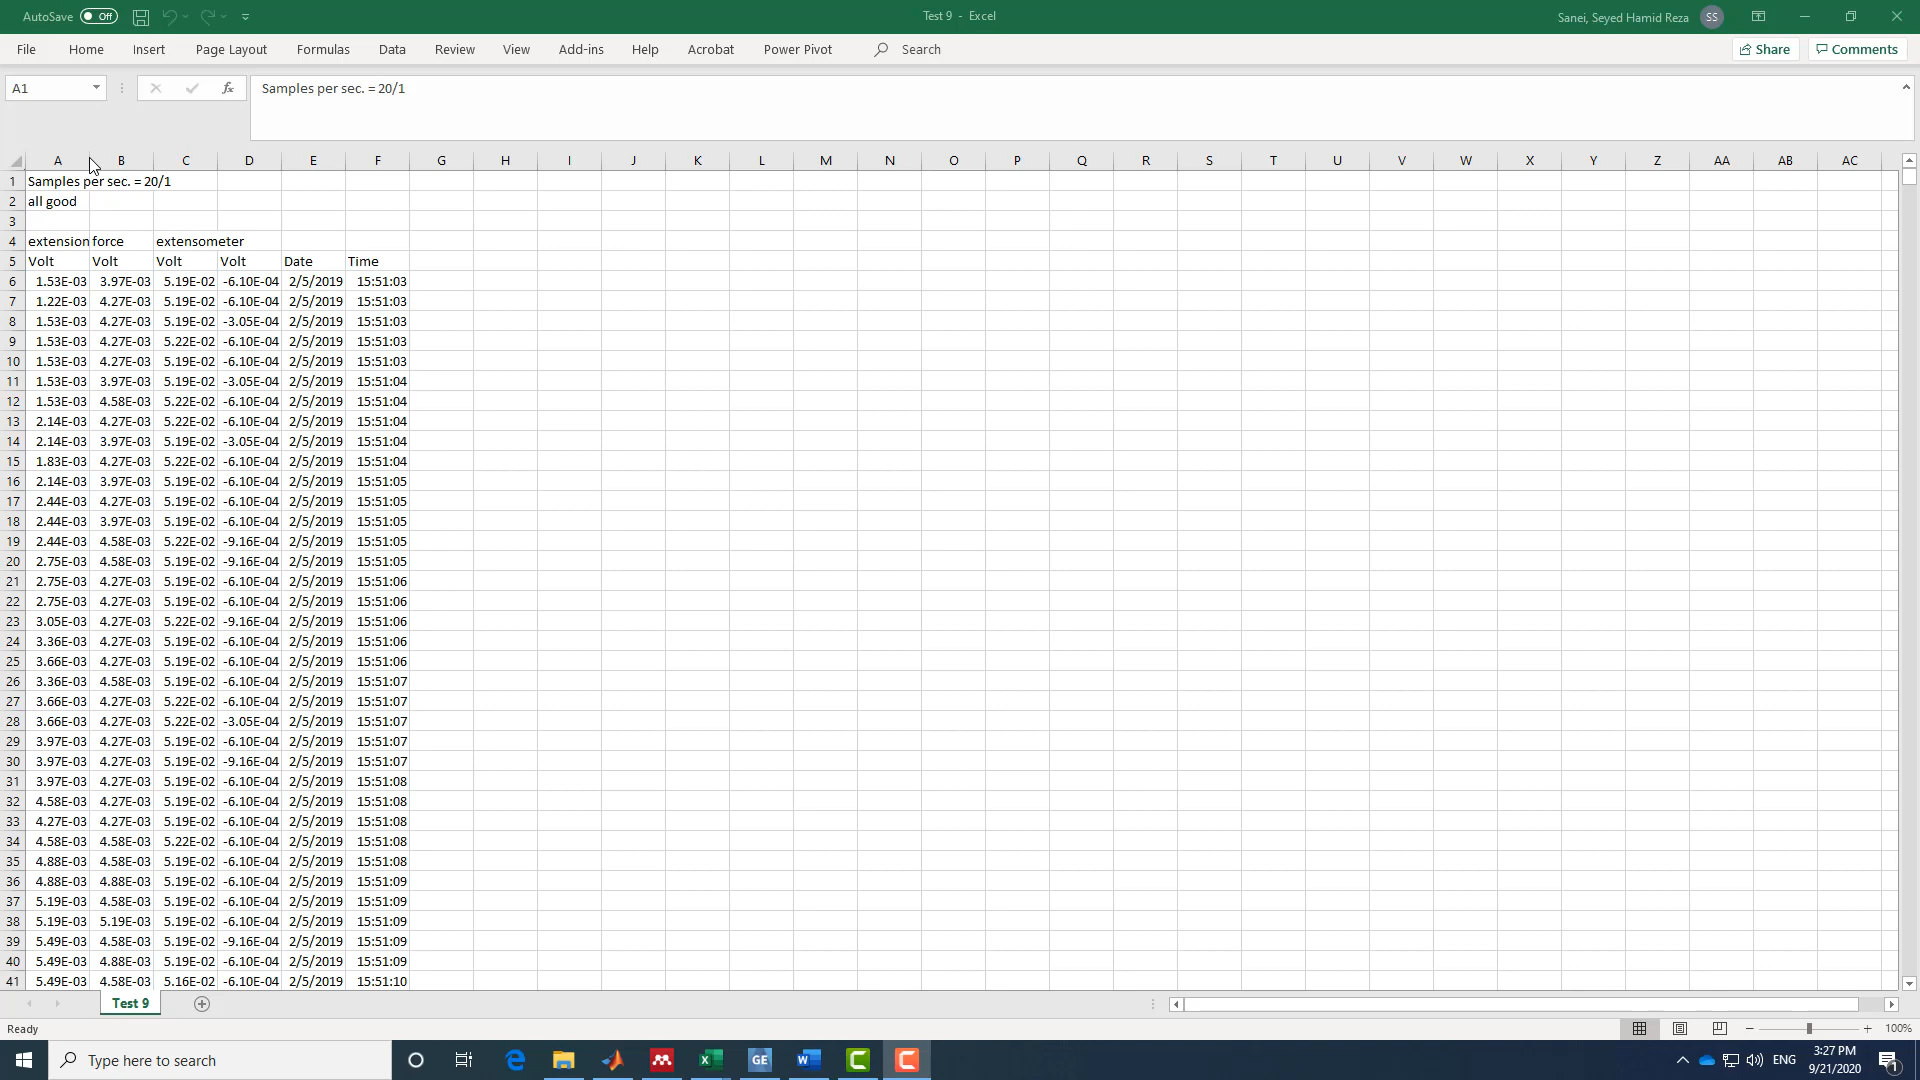 AutoSave Off Test 9 - Excel Sanei, Seyed Hamid Reza SS
File Home Insert Page Layout Formulas Data Review View Add-ins Help Acrobat Power Pivot Search Share Comments
A1 fx Samples per sec. = 20/1
A B C D E F G H I J K L M N O P Q R S T U V W X Y Z AA AB AC
1 Samples per sec. = 20/1
2 all good
3
4 extension force extensometer
5 Volt Volt Volt Volt Date Time
6 1.53E-03 3.97E-03 5.19E-02 -6.10E-04 2/5/2019 15:51:03
7 1.22E-03 4.27E-03 5.19E-02 -6.10E-04 2/5/2019 15:51:03
8 1.53E-03 4.27E-03 5.19E-02 -3.05E-04 2/5/2019 15:51:03
9 1.53E-03 4.27E-03 5.22E-02 -6.10E-04 2/5/2019 15:51:03
10 1.53E-03 4.27E-03 5.19E-02 -6.10E-04 2/5/2019 15:51:03
11 1.53E-03 3.97E-03 5.19E-02 -3.05E-04 2/5/2019 15:51:04
12 1.53E-03 4.58E-03 5.22E-02 -6.10E-04 2/5/2019 15:51:04
13 2.14E-03 4.27E-03 5.22E-02 -6.10E-04 2/5/2019 15:51:04
14 2.14E-03 3.97E-03 5.19E-02 -3.05E-04 2/5/2019 15:51:04
15 1.83E-03 4.27E-03 5.22E-02 -6.10E-04 2/5/2019 15:51:04
16 2.14E-03 3.97E-03 5.19E-02 -6.10E-04 2/5/2019 15:51:05
17 2.44E-03 4.27E-03 5.19E-02 -6.10E-04 2/5/2019 15:51:05
18 2.44E-03 3.97E-03 5.19E-02 -6.10E-04 2/5/2019 15:51:05
19 2.44E-03 4.58E-03 5.22E-02 -9.16E-04 2/5/2019 15:51:05
20 2.75E-03 4.58E-03 5.19E-02 -9.16E-04 2/5/2019 15:51:05
21 2.75E-03 4.27E-03 5.19E-02 -6.10E-04 2/5/2019 15:51:06
22 2.75E-03 4.27E-03 5.19E-02 -6.10E-04 2/5/2019 15:51:06
23 3.05E-03 4.27E-03 5.22E-02 -9.16E-04 2/5/2019 15:51:06
24 3.36E-03 4.27E-03 5.19E-02 -6.10E-04 2/5/2019 15:51:06
25 3.66E-03 4.27E-03 5.19E-02 -6.10E-04 2/5/2019 15:51:06
26 3.36E-03 4.58E-03 5.19E-02 -6.10E-04 2/5/2019 15:51:07
27 3.66E-03 4.27E-03 5.22E-02 -6.10E-04 2/5/2019 15:51:07
28 3.66E-03 4.27E-03 5.22E-02 -3.05E-04 2/5/2019 15:51:07
29 3.97E-03 4.27E-03 5.19E-02 -6.10E-04 2/5/2019 15:51:07
30 3.97E-03 4.27E-03 5.19E-02 -9.16E-04 2/5/2019 15:51:07
31 3.97E-03 4.27E-03 5.19E-02 -6.10E-04 2/5/2019 15:51:08
32 4.58E-03 4.27E-03 5.19E-02 -6.10E-04 2/5/2019 15:51:08
33 4.27E-03 4.27E-03 5.19E-02 -6.10E-04 2/5/2019 15:51:08
34 4.58E-03 4.58E-03 5.22E-02 -6.10E-04 2/5/2019 15:51:08
35 4.88E-03 4.58E-03 5.19E-02 -6.10E-04 2/5/2019 15:51:08
36 4.88E-03 4.88E-03 5.19E-02 -6.10E-04 2/5/2019 15:51:09
37 5.19E-03 4.58E-03 5.19E-02 -6.10E-04 2/5/2019 15:51:09
38 5.19E-03 5.19E-03 5.19E-02 -6.10E-04 2/5/2019 15:51:09
39 5.49E-03 4.58E-03 5.19E-02 -9.16E-04 2/5/2019 15:51:09
40 5.49E-03 4.88E-03 5.19E-02 -6.10E-04 2/5/2019 15:51:09
41 5.49E-03 4.58E-03 5.16E-02 -6.10E-04 2/5/2019 15:51:10
Test 9
Ready 100%
Type here to search GE ENG 3:27 PM
9/21/2020 1